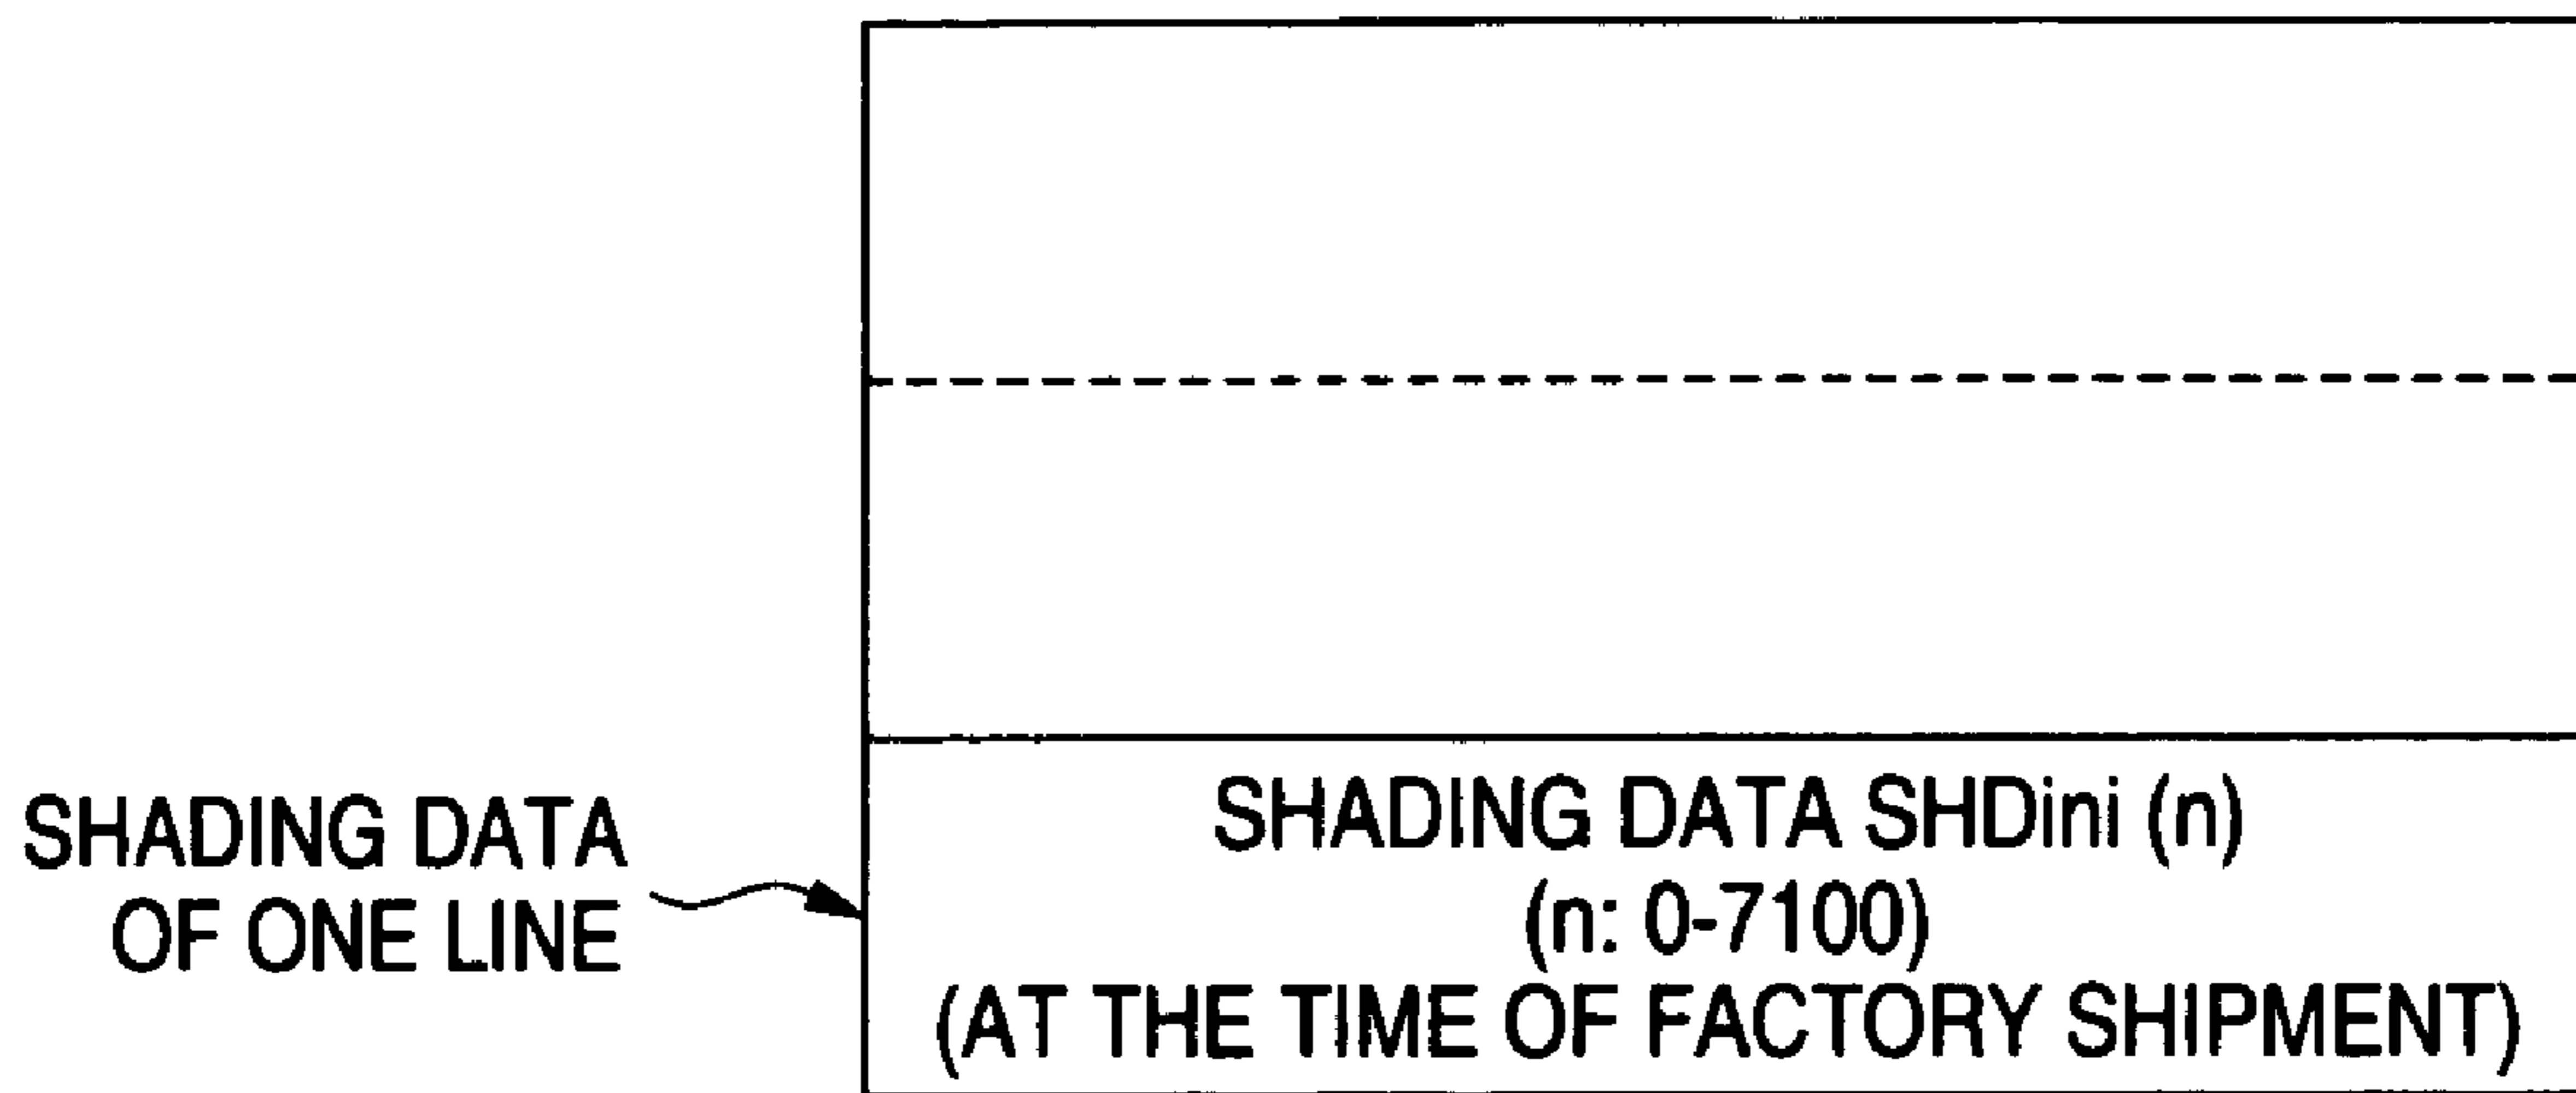 SHADING DATA
OF ONE LINE
SHADING DATA SHDini (n)
(n: 0-7100)
(AT THE TIME OF FACTORY SHIPMENT)